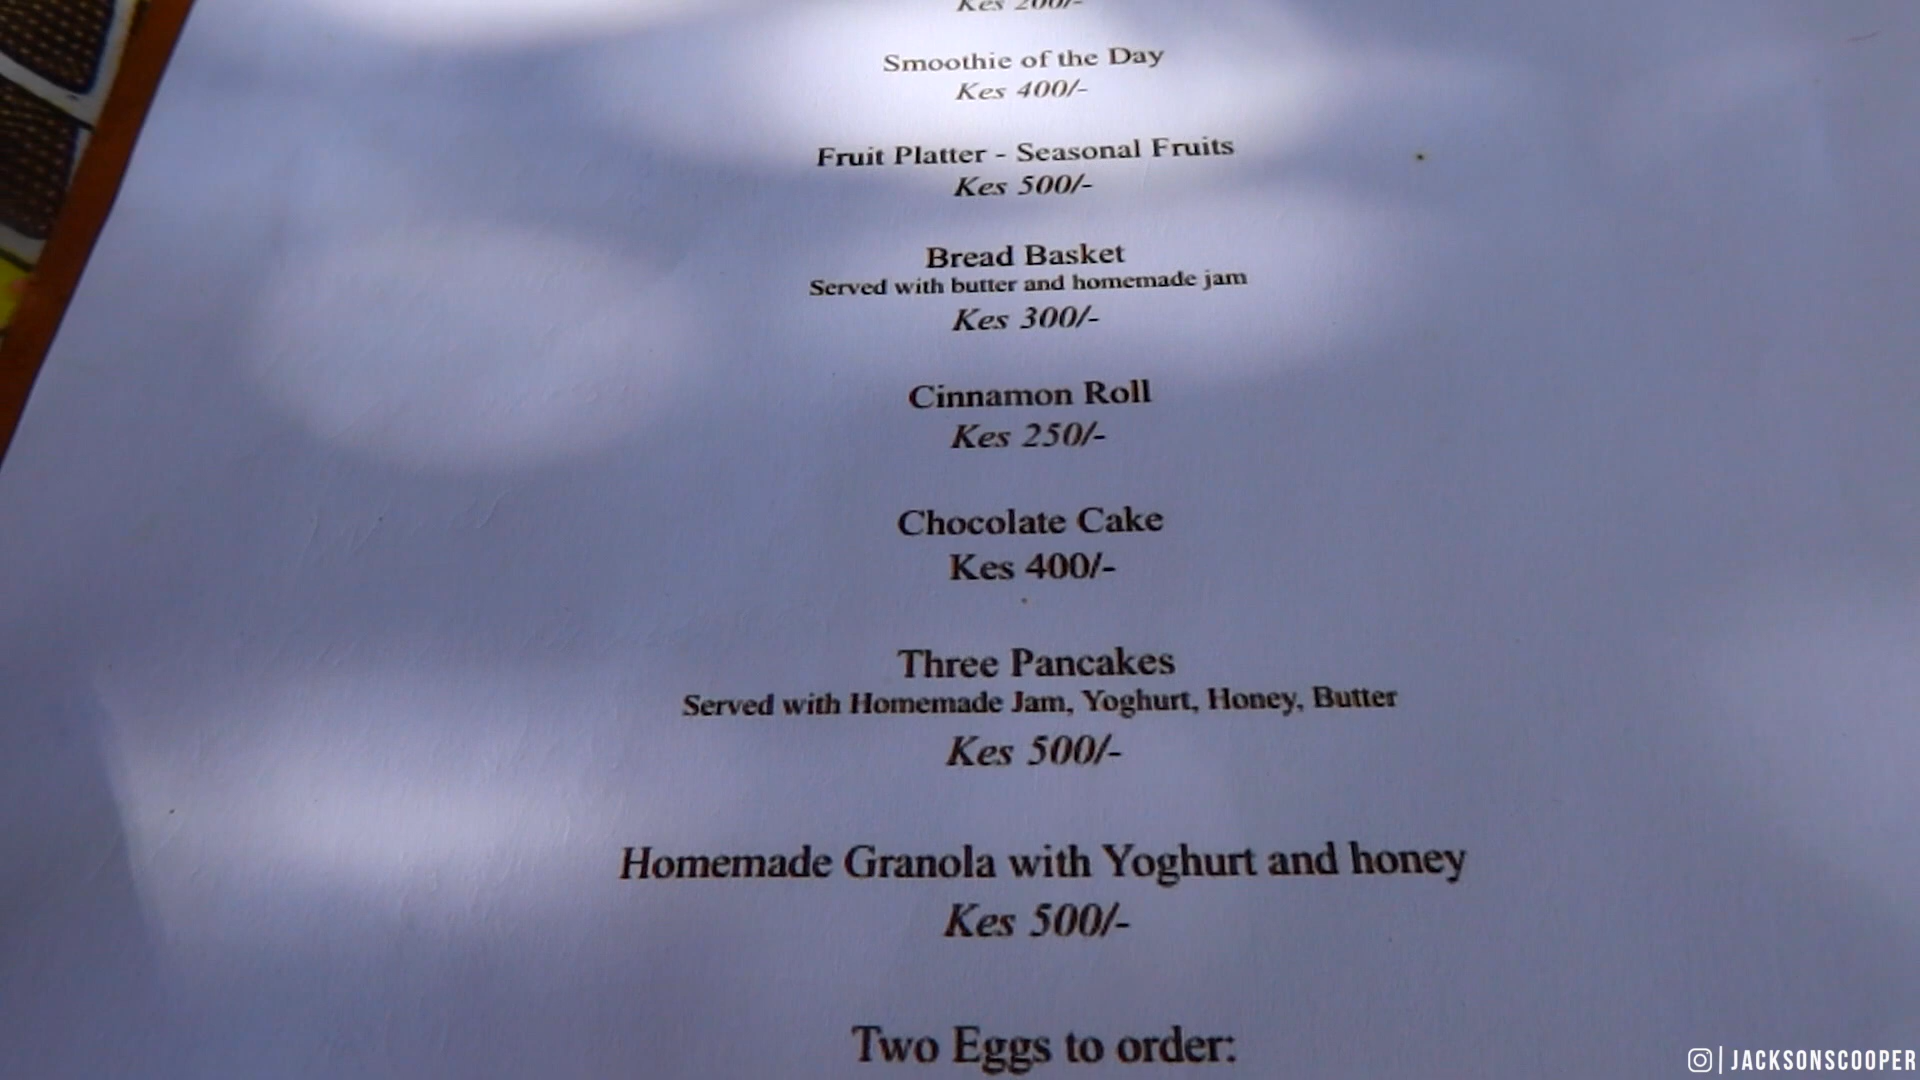 Kes 200/-
Smoothie of the Day
Kes 400/-
Fruit Platter - Seasonal Fruits
Kes 500/-
Bread Basket
Served with butter and homemade jam
Kes 300/-
Cinnamon Roll
Kes 250/-
Chocolate Cake
Kes 400/-
Three Pancakes
Served with Homemade Jam, Yoghurt, Honey, Butter
Kes 500/-
Homemade Granola with Yoghurt and honey
Kes 500/-
Two Eggs to order:
| JACKSONSCOOPER